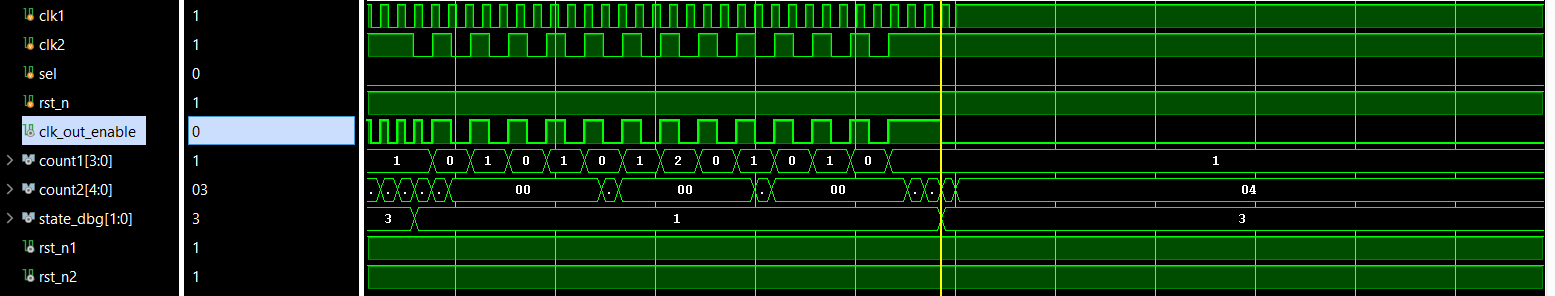 clk1 1
clk2 1
sel 0
rst_n 1
clk_out_enable 0
count1[3:0] 1 1 0 1 0 1 0 1 2 0 1 0 1 0 1
count2[4:0] 03 . . . . . 00 . 00 . 00 . . 04
state_dbg[1:0] 3 3 1 3
rst_n1 1
rst_n2 1